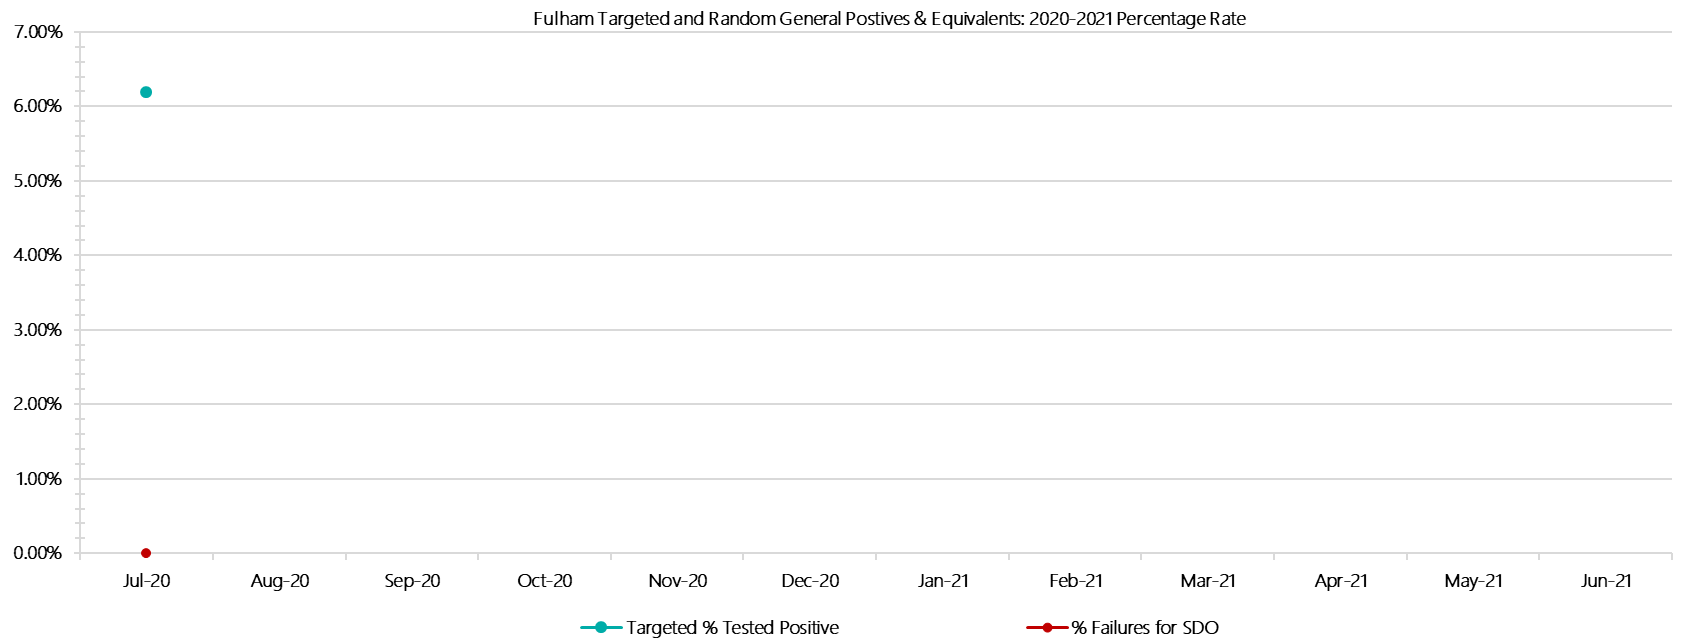 Fulham Targeted and Random General Postives & Equivalents: 2020-2021 Percentage Rate
7.00%
6.00%
5.00%
4.00%
3.00%
2.00%
1.00%
0.00%
Jul-20 Aug-20 Sep-20 Oct-20 Nov-20 Dec-20 Jan-21 Feb-21 Mar-21 Apr-21 May-21 Jun-21
Targeted % Tested Positive % Failures for SDO